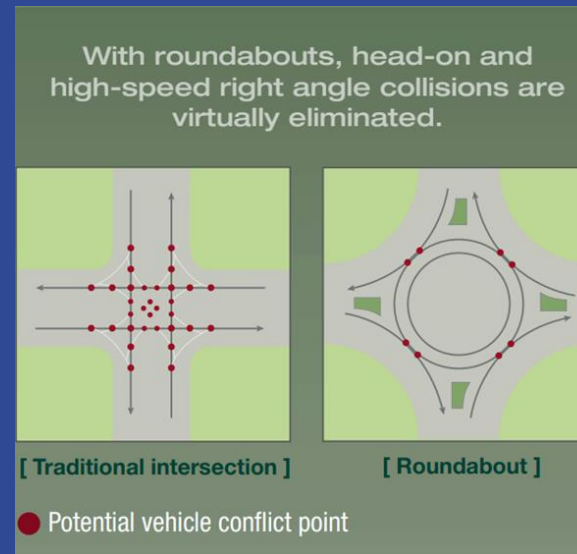 With roundabouts, head-on and
high-speed right angle collisions are
virtually eliminated.
[ Traditional intersection ]
[ Roundabout ]
Potential vehicle conflict point